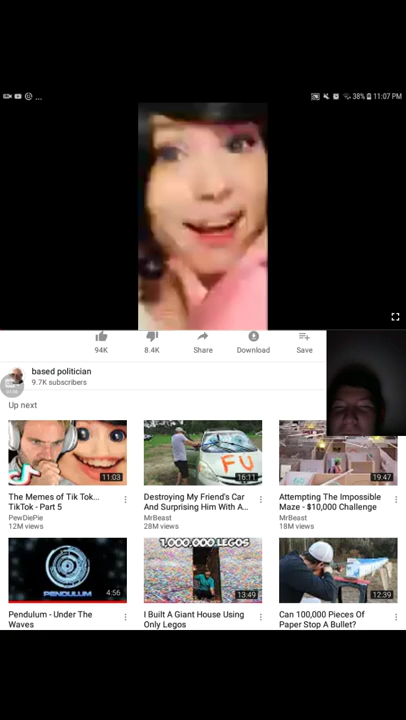 ... 38% 11:07 PM
94K 8.4K Share Download Save
based politician
9.7K subscribers
Up next
11:03
FU
16:11
19:47
The Memes of Tik Tok...
TikTok - Part 5
PewDiePie
12M views
Destroying My Friend's Car
And Surprising Him With A...
MrBeast
28M views
Attempting The Impossible
Maze - $10,000 Challenge
MrBeast
18M views
PENDULUM
4:56
1,000,000 LEGOS
13:49
12:39
Pendulum - Under The
Waves
I Built A Giant House Using
Only Legos
Can 100,000 Pieces Of
Paper Stop A Bullet?